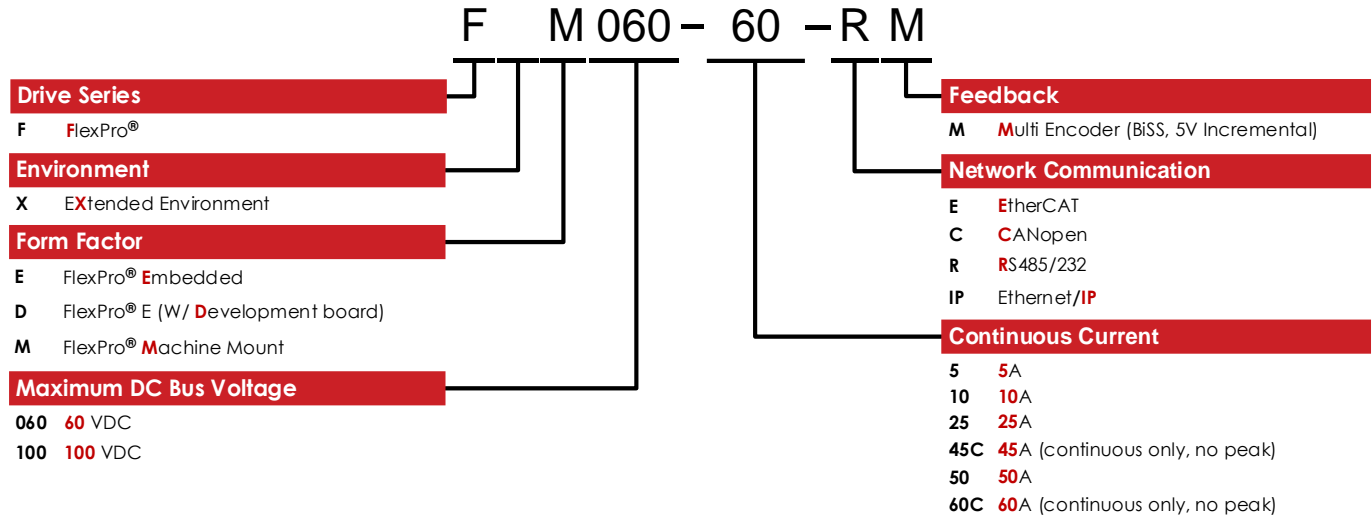 F M 060 – 60 – R M
Drive Series
F FlexPro®
Environment
X EXtended Environment
Form Factor
E FlexPro® Embedded
D FlexPro® E (W/ Development board)
M FlexPro® Machine Mount
Maximum DC Bus Voltage
060 60 VDC
100 100 VDC
Feedback
M Multi Encoder (BiSS, 5V Incremental)
Network Communication
E EtherCAT
C CANopen
R RS485/232
IP Ethernet/IP
Continuous Current
5 5A
10 10A
25 25A
45C 45A (continuous only, no peak)
50 50A
60C 60A (continuous only, no peak)